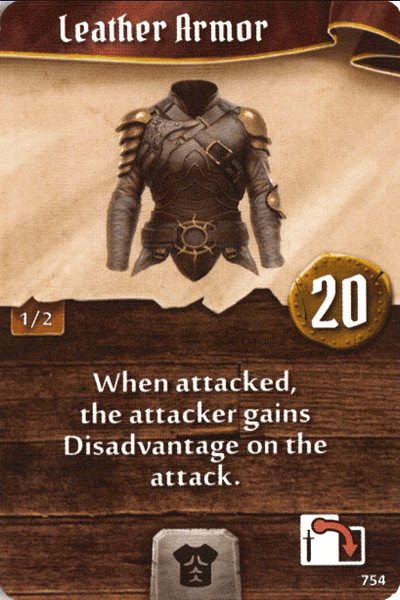 Leather Armor
20
1/2
When attacked,
the attacker gains
Disadvantage on the
attack.
754